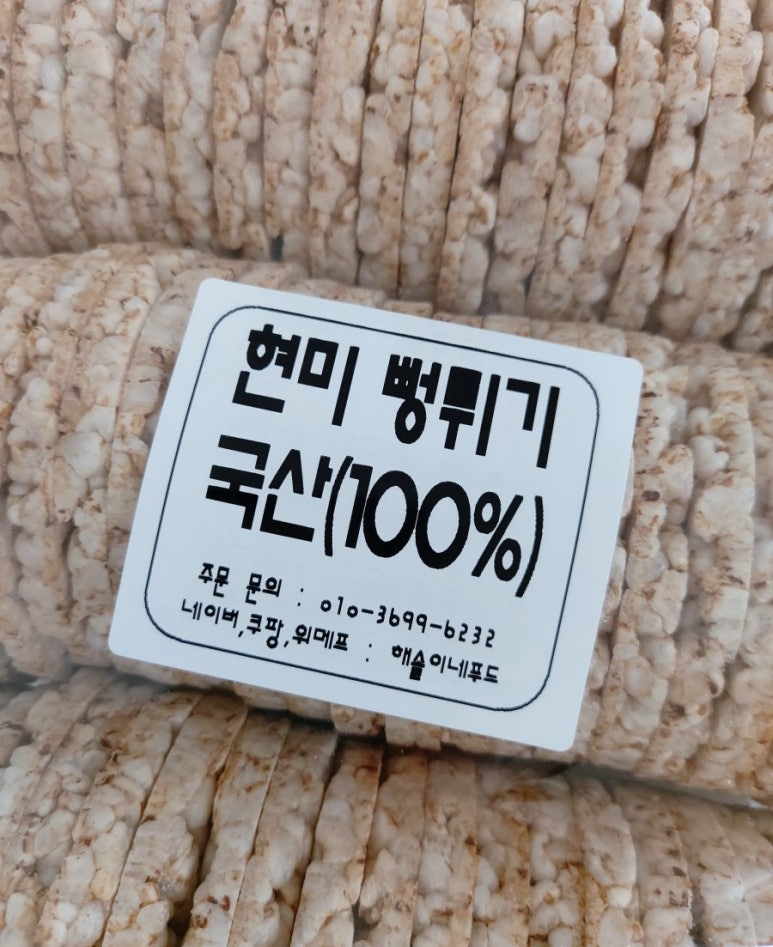 현미 뻥튀기
국산(100%)
주문 문의 : 010-3699-6232
네이버,쿠팡,위메프 : 해솔이네푸드